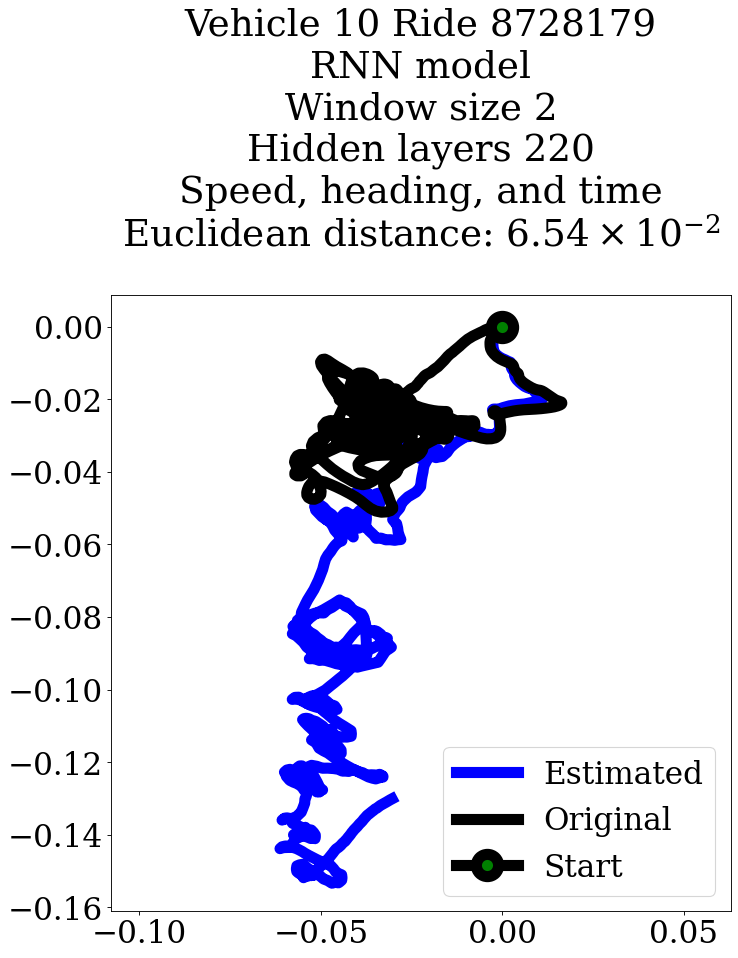 Vehicle 10 Ride 8728179
RNN model
Window size 2
Hidden layers 220
Speed, heading, and time
Euclidean distance: 6.54 × 10⁻²
0.00
−0.02
−0.04
−0.06
−0.08
−0.10
−0.12
−0.14
−0.16
Estimated
Original
Start
−0.10 −0.05 0.00 0.05